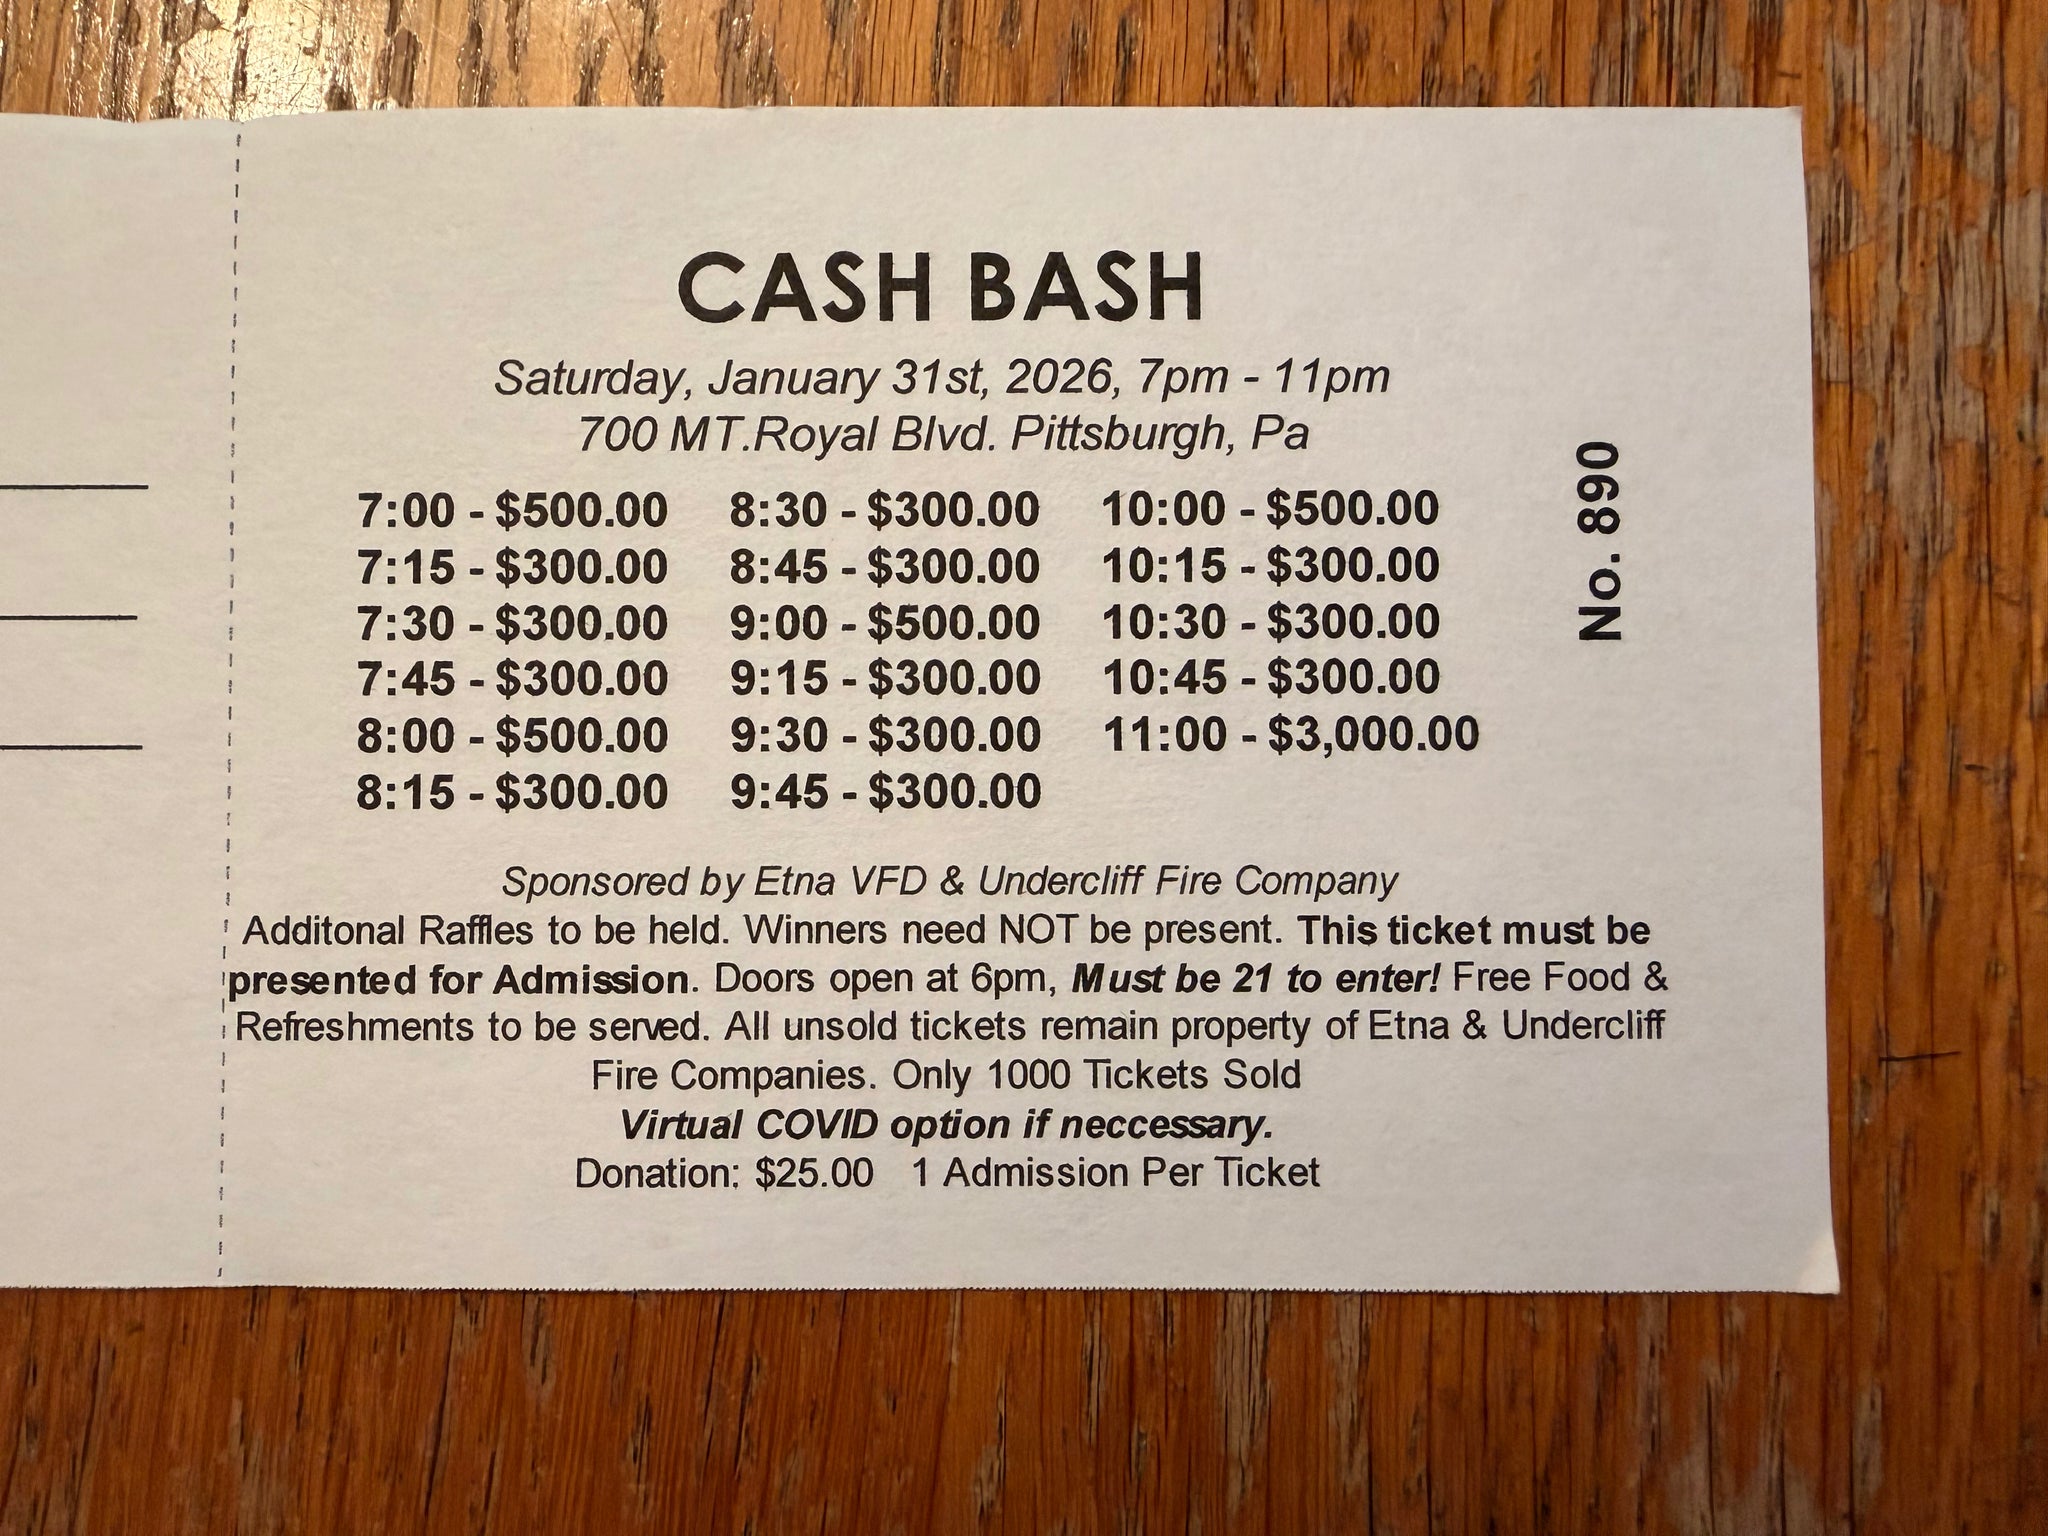 CASH BASH
Saturday, January 31st, 2026, 7pm - 11pm
700 MT.Royal Blvd. Pittsburgh, Pa
7:00 - $500.00 8:30 - $300.00 10:00 - $500.00
7:15 - $300.00 8:45 - $300.00 10:15 - $300.00
7:30 - $300.00 9:00 - $500.00 10:30 - $300.00
7:45 - $300.00 9:15 - $300.00 10:45 - $300.00
8:00 - $500.00 9:30 - $300.00 11:00 - $3,000.00
8:15 - $300.00 9:45 - $300.00
No. 890
Sponsored by Etna VFD & Undercliff Fire Company
Additonal Raffles to be held. Winners need NOT be present. This ticket must be
presented for Admission. Doors open at 6pm, Must be 21 to enter! Free Food &
Refreshments to be served. All unsold tickets remain property of Etna & Undercliff
Fire Companies. Only 1000 Tickets Sold
Virtual COVID option if neccessary.
Donation: $25.00 1 Admission Per Ticket